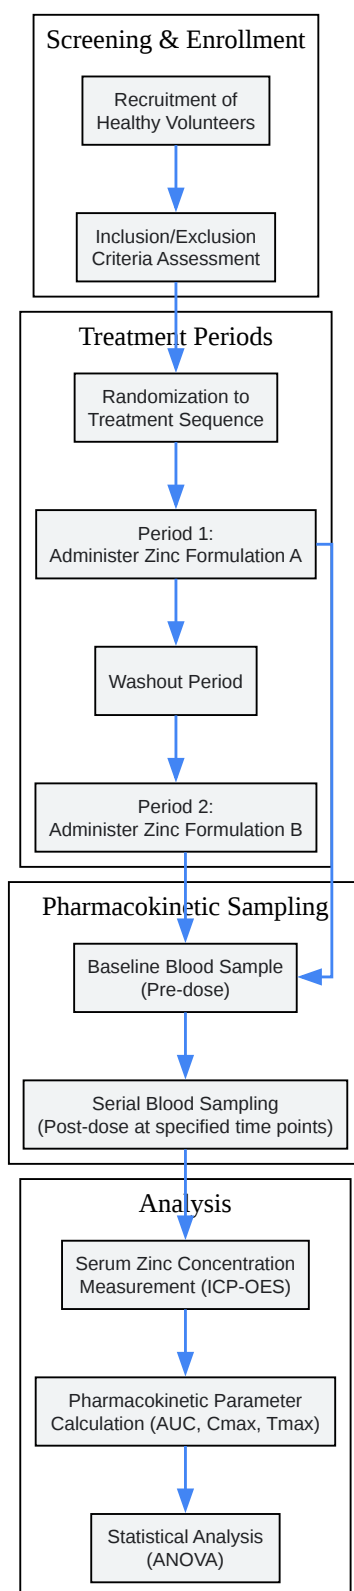 Screening & Enrollment
Recruitment of
Healthy Volunteers
Inclusion/Exclusion
Criteria Assessment
Treatment Periods
Randomization to
Treatment Sequence
Period 1:
Administer Zinc Formulation A
Washout Period
Period 2:
Administer Zinc Formulation B
Pharmacokinetic Sampling
Baseline Blood Sample
(Pre-dose)
Serial Blood Sampling
(Post-dose at specified time points)
Analysis
Serum Zinc Concentration
Measurement (ICP-OES)
Pharmacokinetic Parameter
Calculation (AUC, Cmax, Tmax)
Statistical Analysis
(ANOVA)